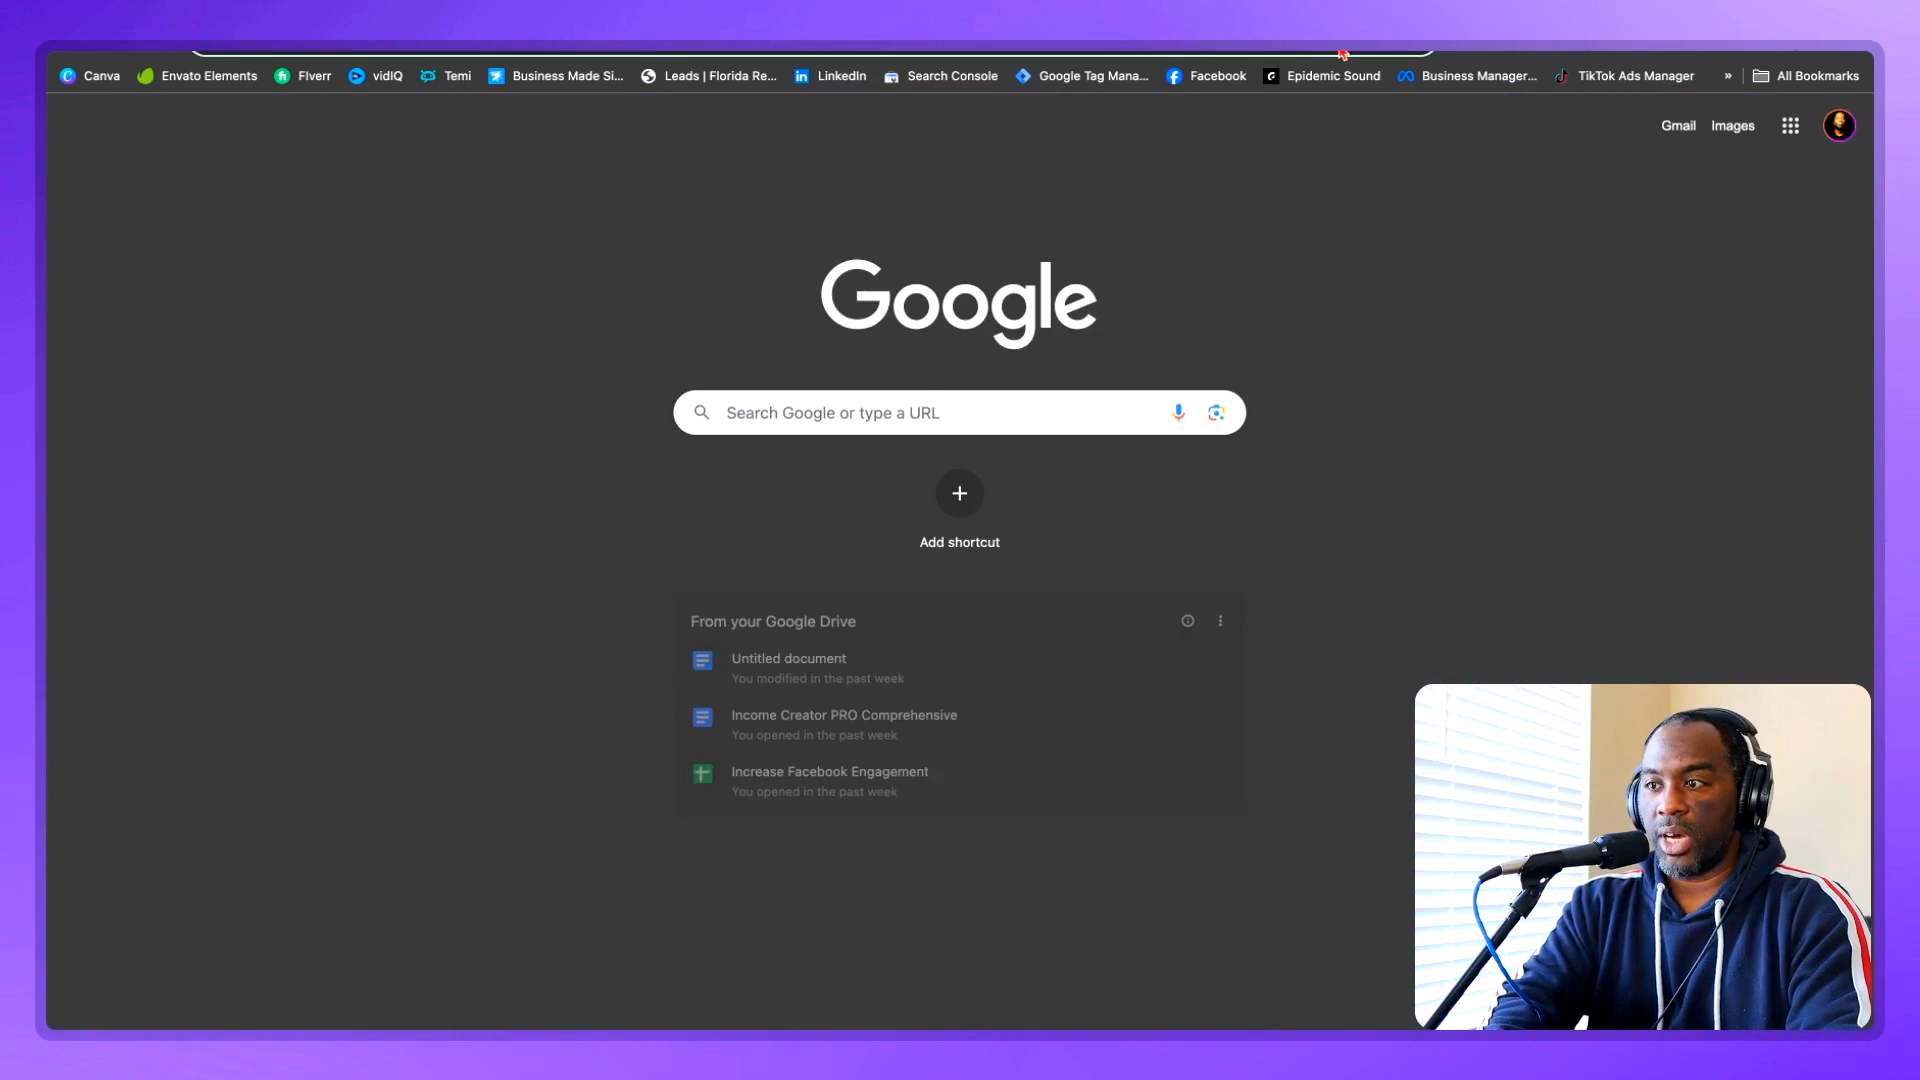 Canva Envato Elements FIverr vidIQ Temi Business Made Si... Leads | Florida Re... LinkedIn Search Console Google Tag Mana... Facebook Epidemic Sound Business Manager... TikTok Ads Manager » All Bookmarks
Gmail Images
Google
Search Google or type a URL
Add shortcut
From your Google Drive
Untitled document
You modified in the past week
Income Creator PRO Comprehensive
You opened in the past week
Increase Facebook Engagement
You opened in the past week